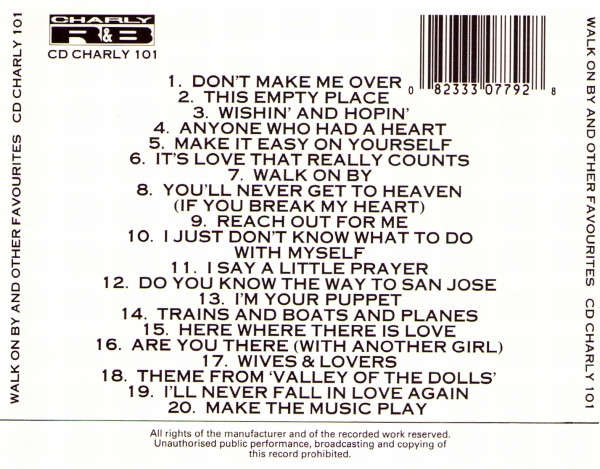 CHARLY
R&B
CD CHARLY 101
0 82333 07792 8
1. DON'T MAKE ME OVER
2. THIS EMPTY PLACE
3. WISHIN' AND HOPIN'
4. ANYONE WHO HAD A HEART
5. MAKE IT EASY ON YOURSELF
6. IT'S LOVE THAT REALLY COUNTS
7. WALK ON BY
8. YOU'LL NEVER GET TO HEAVEN
(IF YOU BREAK MY HEART)
9. REACH OUT FOR ME
10. I JUST DON'T KNOW WHAT TO DO
WITH MYSELF
11. I SAY A LITTLE PRAYER
12. DO YOU KNOW THE WAY TO SAN JOSE
13. I'M YOUR PUPPET
14. TRAINS AND BOATS AND PLANES
15. HERE WHERE THERE IS LOVE
16. ARE YOU THERE (WITH ANOTHER GIRL)
17. WIVES & LOVERS
18. THEME FROM 'VALLEY OF THE DOLLS'
19. I'LL NEVER FALL IN LOVE AGAIN
20. MAKE THE MUSIC PLAY
All rights of the manufacturer and of the recorded work reserved.
Unauthorised public performance, broadcasting and copying of
this record prohibited.
WALK ON BY AND OTHER FAVOURITES CD CHARLY 101
WALK ON BY AND OTHER FAVOURITES CD CHARLY 101